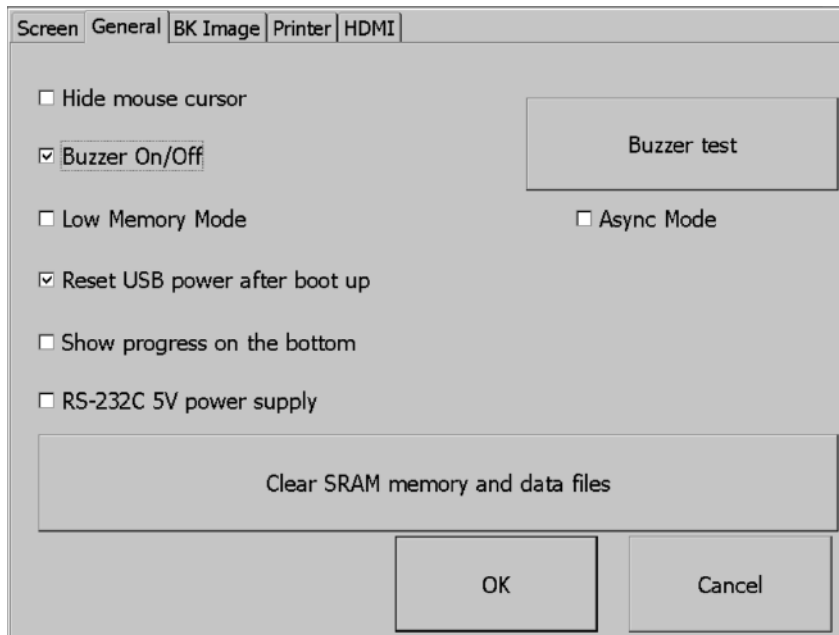 Screen General BK Image Printer HDMI
Hide mouse cursor
Buzzer On/Off
Buzzer test
Low Memory Mode
Async Mode
Reset USB power after boot up
Show progress on the bottom
RS-232C 5V power supply
Clear SRAM memory and data files
OK
Cancel